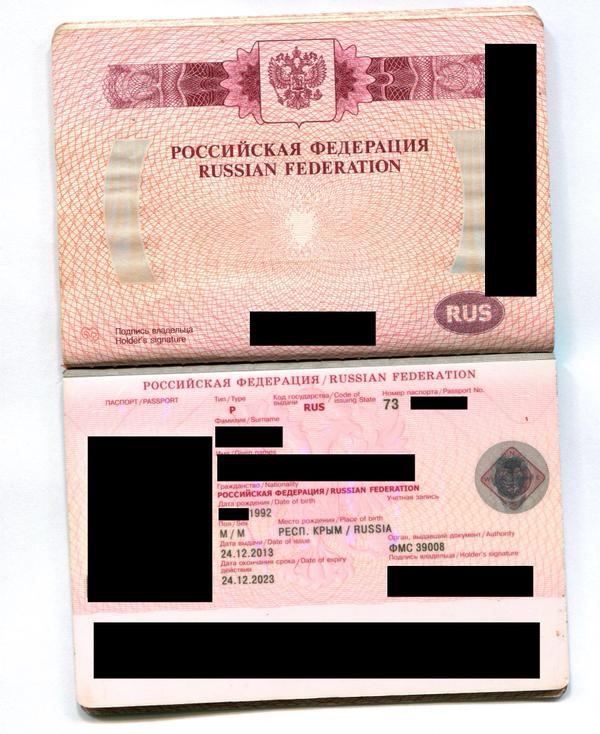 РОССИЙСКАЯ ФЕДЕРАЦИЯ
RUSSIAN FEDERATION
RUS
Подпись владельца
Holder's signature
РОССИЙСКАЯ ФЕДЕРАЦИЯ / RUSSIAN FEDERATION
ПАСПОРТ / PASSPORT
Тип / Type
Код государства / Code of
выдачи issuing State
Номер паспорта / Passport No.
P
RUS
73
Фамилия / Surname
Имя / Given names
Гражданство / Nationality
РОССИЙСКАЯ ФЕДЕРАЦИЯ / RUSSIAN FEDERATION
Дата рождения / Date of birth
Учетная запись
1992
Пол / Sex
Место рождения / Place of birth
М / M
РЕСП. КРЫМ / RUSSIA
Дата выдачи / Date of issue
Орган, выдавший документ / Authority
24.12.2013
ФМС 39008
Дата окончания срока / Date of expiry
действия
Подпись владельца / Holder's signature
24.12.2023